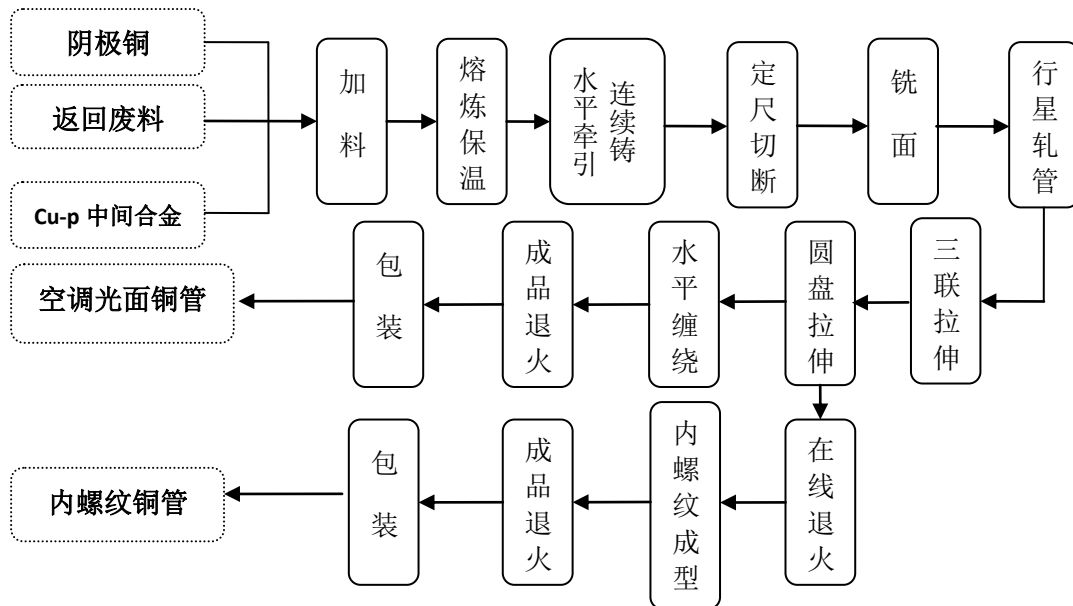 阴极铜
返回废料
Cu-p 中间合金
加料
熔炼保温
水平牵引
连续铸
定尺切断
铣面
行星轧管
三联拉伸
圆盘拉伸
水平缠绕
成品退火
包装
空调光面铜管
在线退火
内螺纹成型
成品退火
包装
内螺纹铜管